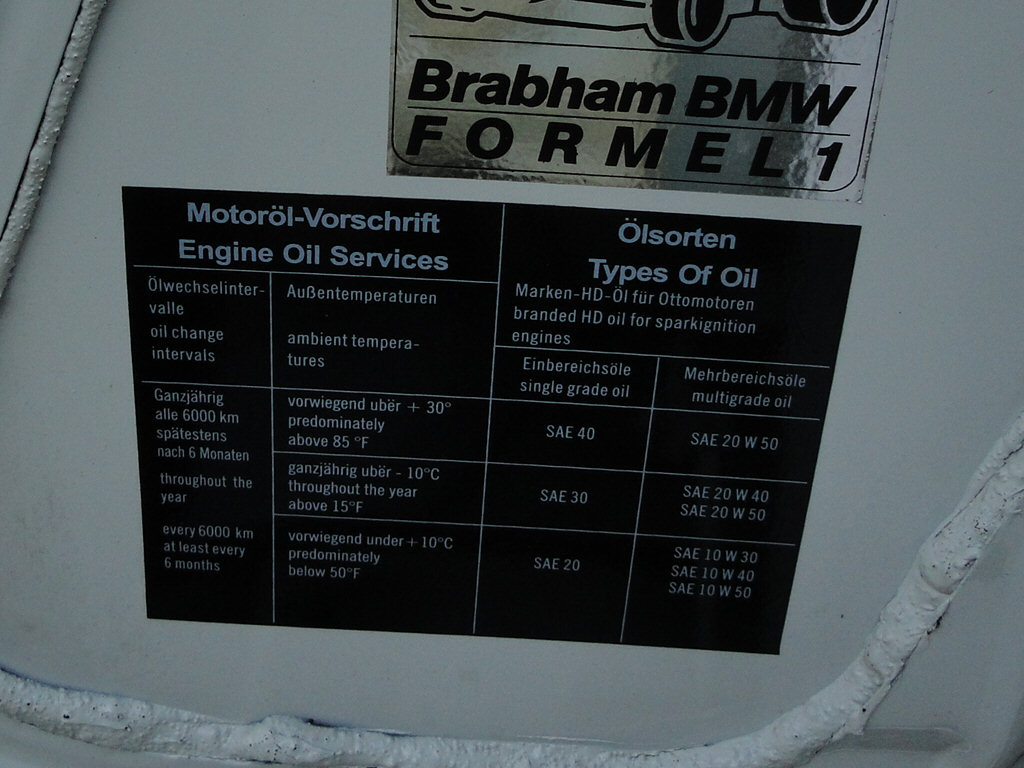 Brabham BMW
FORMEL1
Motoröl-Vorschrift
Engine Oil Services
Ölsorten
Types Of Oil
Marken-HD-Öl für Ottomotoren
branded HD oil for sparkignition
engines
Ölwechselinter-
valle
oil change
intervals
Außentemperaturen
ambient tempera-
tures
Einbereichsöle
single grade oil
Mehrbereichsöle
multigrade oil
Ganzjährig
alle 6000 km
spätestens
nach 6 Monaten
throughout the
year
every 6000 km
at least every
6 months
vorwiegend ubër + 30°
predominately
above 85 °F
SAE 40
SAE 20 W 50
ganzjährig ubër - 10°C
throughout the year
above 15°F
SAE 30
SAE 20 W 40
SAE 20 W 50
vorwiegend under + 10°C
predominately
below 50°F
SAE 20
SAE 10 W 30
SAE 10 W 40
SAE 10 W 50